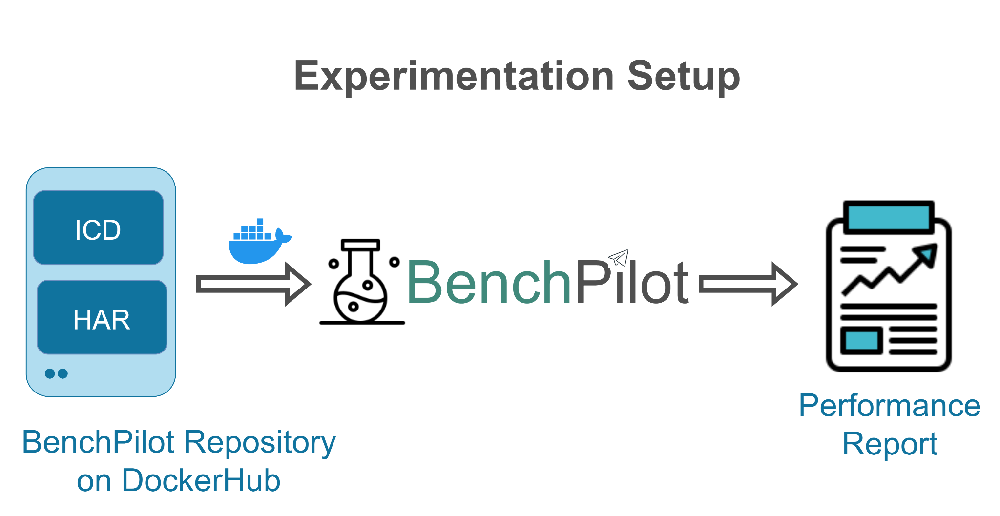 Experimentation Setup
ICD
HAR
BenchPilot
BenchPilot Repository
on DockerHub
Performance
Report